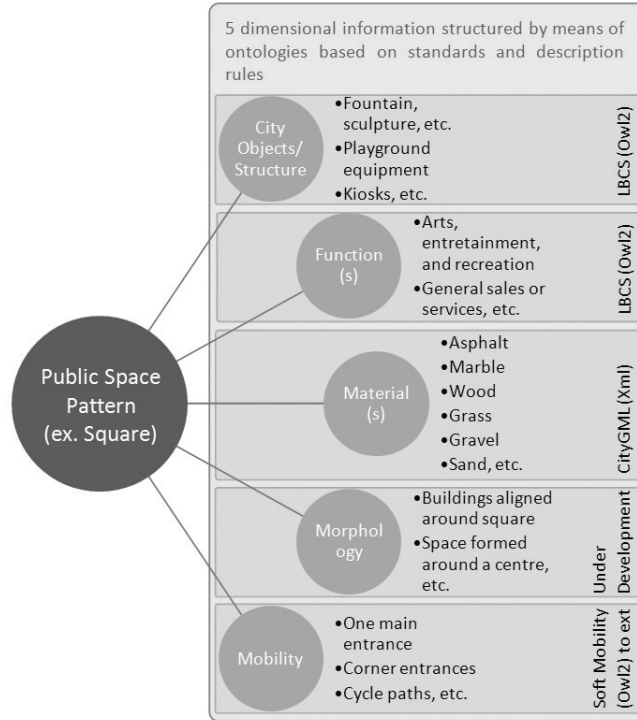 5 dimensional information structured by means of
ontologies based on standards and description
rules
City
Objects/
Structure
•Fountain,
sculpture, etc.
•Playground
equipment
•Kiosks, etc.
LBCS (Owl2)
Function
(s)
•Arts,
entretainment,
and recreation
•General sales or
services, etc.
LBCS (Owl2)
Public Space
Pattern
(ex. Square)
Material
(s)
•Asphalt
•Marble
•Wood
•Grass
•Gravel
•Sand, etc.
CityGML (Xml)
Morphol
ogy
•Buildings aligned
around square
•Space formed
around a centre,
etc.
Under
Development
Mobility
•One main
entrance
•Corner entrances
•Cycle paths, etc.
Soft Mobility
(Owl2) to ext